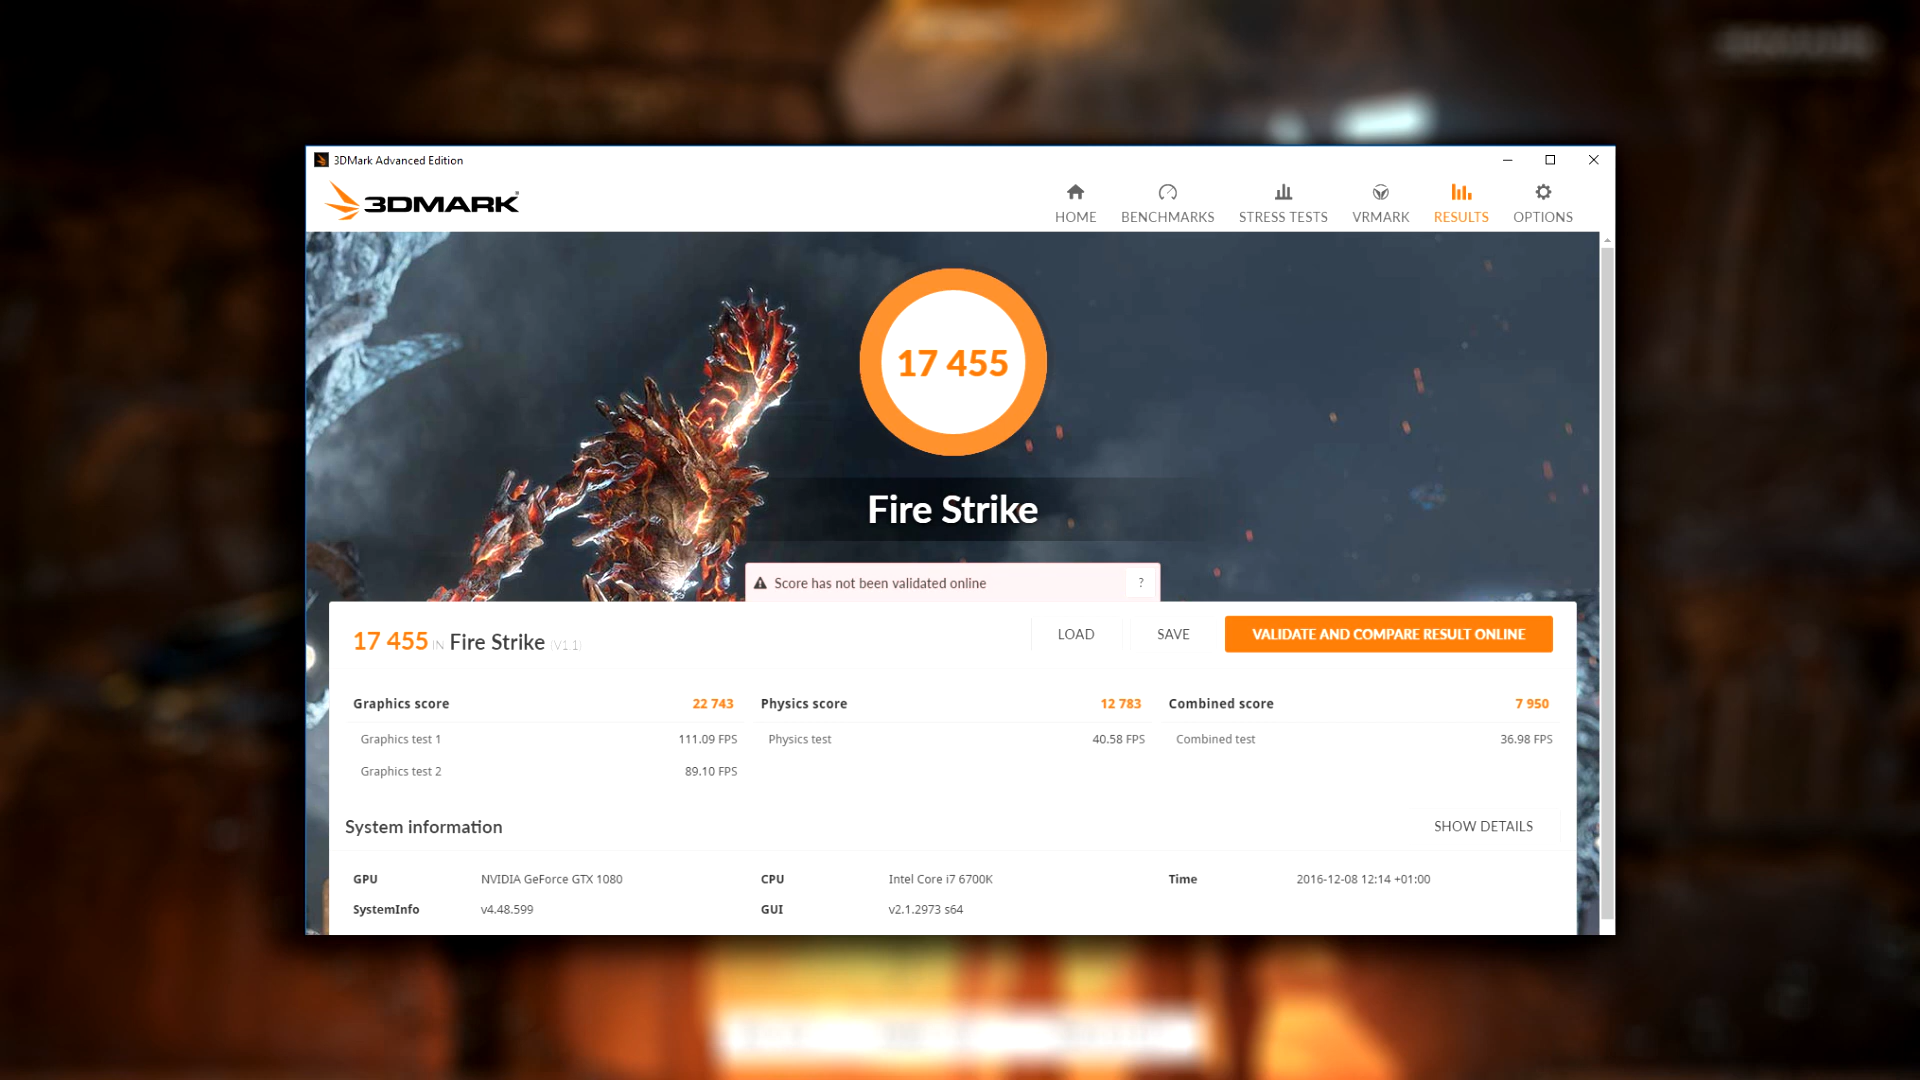 3DMark Advanced Edition
3DMARK
HOME BENCHMARKS STRESS TESTS VRMARK RESULTS OPTIONS
17 455
Fire Strike
Score has not been validated online ?
17 455 IN Fire Strike (V1.1)
LOAD SAVE VALIDATE AND COMPARE RESULT ONLINE
Graphics score 22 743 Physics score 12 783 Combined score 7 950
Graphics test 1 111.09 FPS Physics test 40.58 FPS Combined test 36.98 FPS
Graphics test 2 89.10 FPS
System information SHOW DETAILS
GPU NVIDIA GeForce GTX 1080 CPU Intel Core i7 6700K Time 2016-12-08 12:14 +01:00
SystemInfo v4.48.599 GUI v2.1.2973 s64